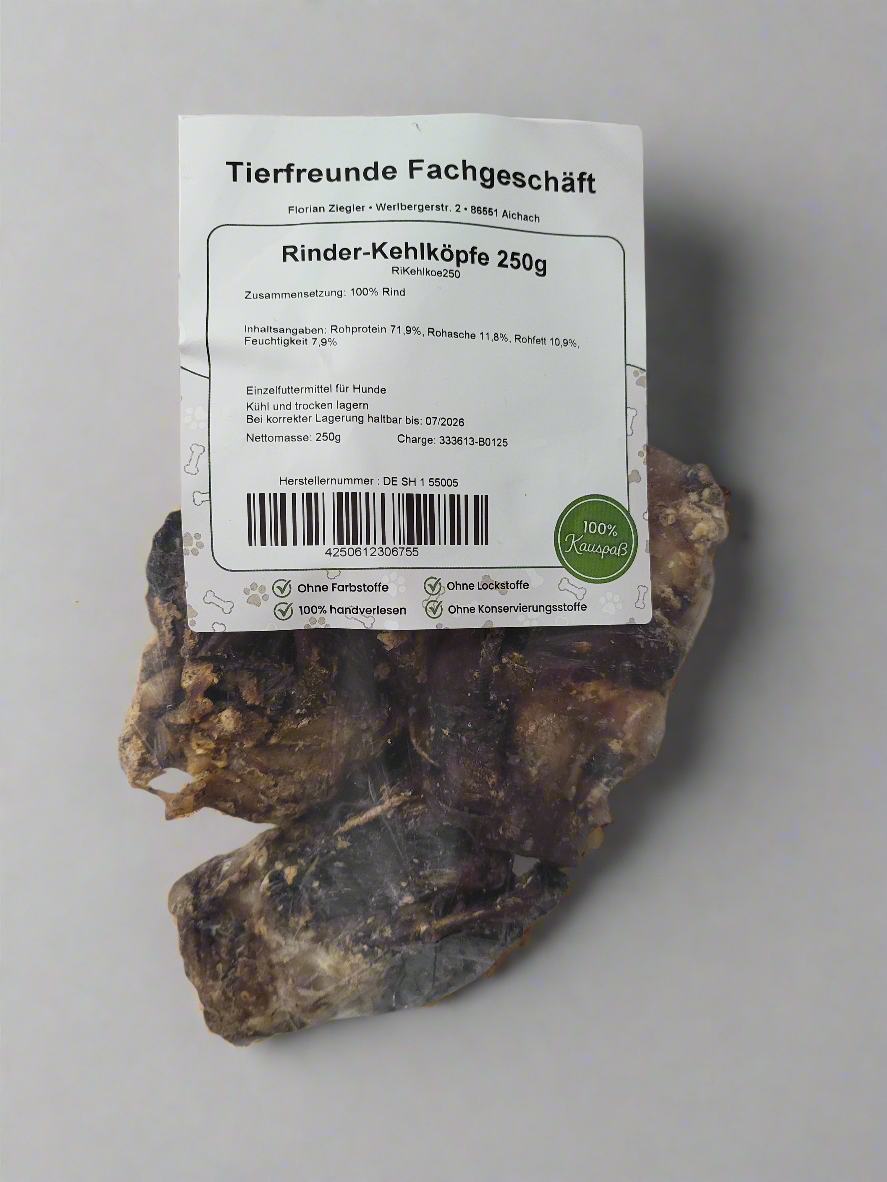 Tierfreunde Fachgeschäft
Florian Ziegler • Werlbergerstr. 2 • 86551 Aichach
Rinder-Kehlköpfe 250g
RiKehlkoe250
Zusammensetzung: 100% Rind
Inhaltsangaben: Rohprotein 71,9%, Rohasche 11,8%, Rohfett 10,9%,
Feuchtigkeit 7,9%
Einzelfuttermittel für Hunde
Kühl und trocken lagern
Bei korrekter Lagerung haltbar bis: 07/2026
Nettomasse: 250g Charge: 333613-B0125
Herstellernummer : DE SH 1 55005
4250612306755
100%
Kauspaß
Ohne Farbstoffe Ohne Lockstoffe
100% handverlesen Ohne Konservierungsstoffe